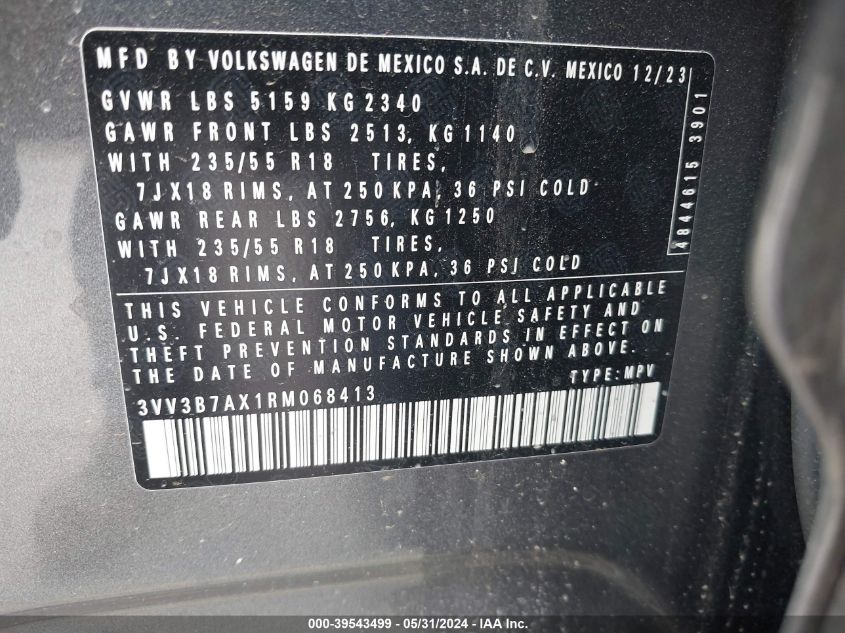 MFD BY VOLKSWAGEN DE MEXICO S.A. DE C.V. MEXICO 12/23
GVWR LBS 5159 KG 2340
GAWR FRONT LBS 2513, KG 1140
WITH 235/55 R18 TIRES,
7JX18 RIMS, AT 250 KPA, 36 PSI COLD
GAWR REAR LBS 2756, KG 1250
WITH 235/55 R18 TIRES,
7JX18 RIMS, AT 250 KPA, 36 PSI COLD
4844615 3901
THIS VEHICLE CONFORMS TO ALL APPLICABLE
U.S. FEDERAL MOTOR VEHICLE SAFETY AND
THEFT PREVENTION STANDARDS IN EFFECT ON
THE DATE OF MANUFACTURE SHOWN ABOVE.
TYPE: MPV
3VV3B7AX1RM068413
000-39543499 - 05/31/2024 - IAA Inc.